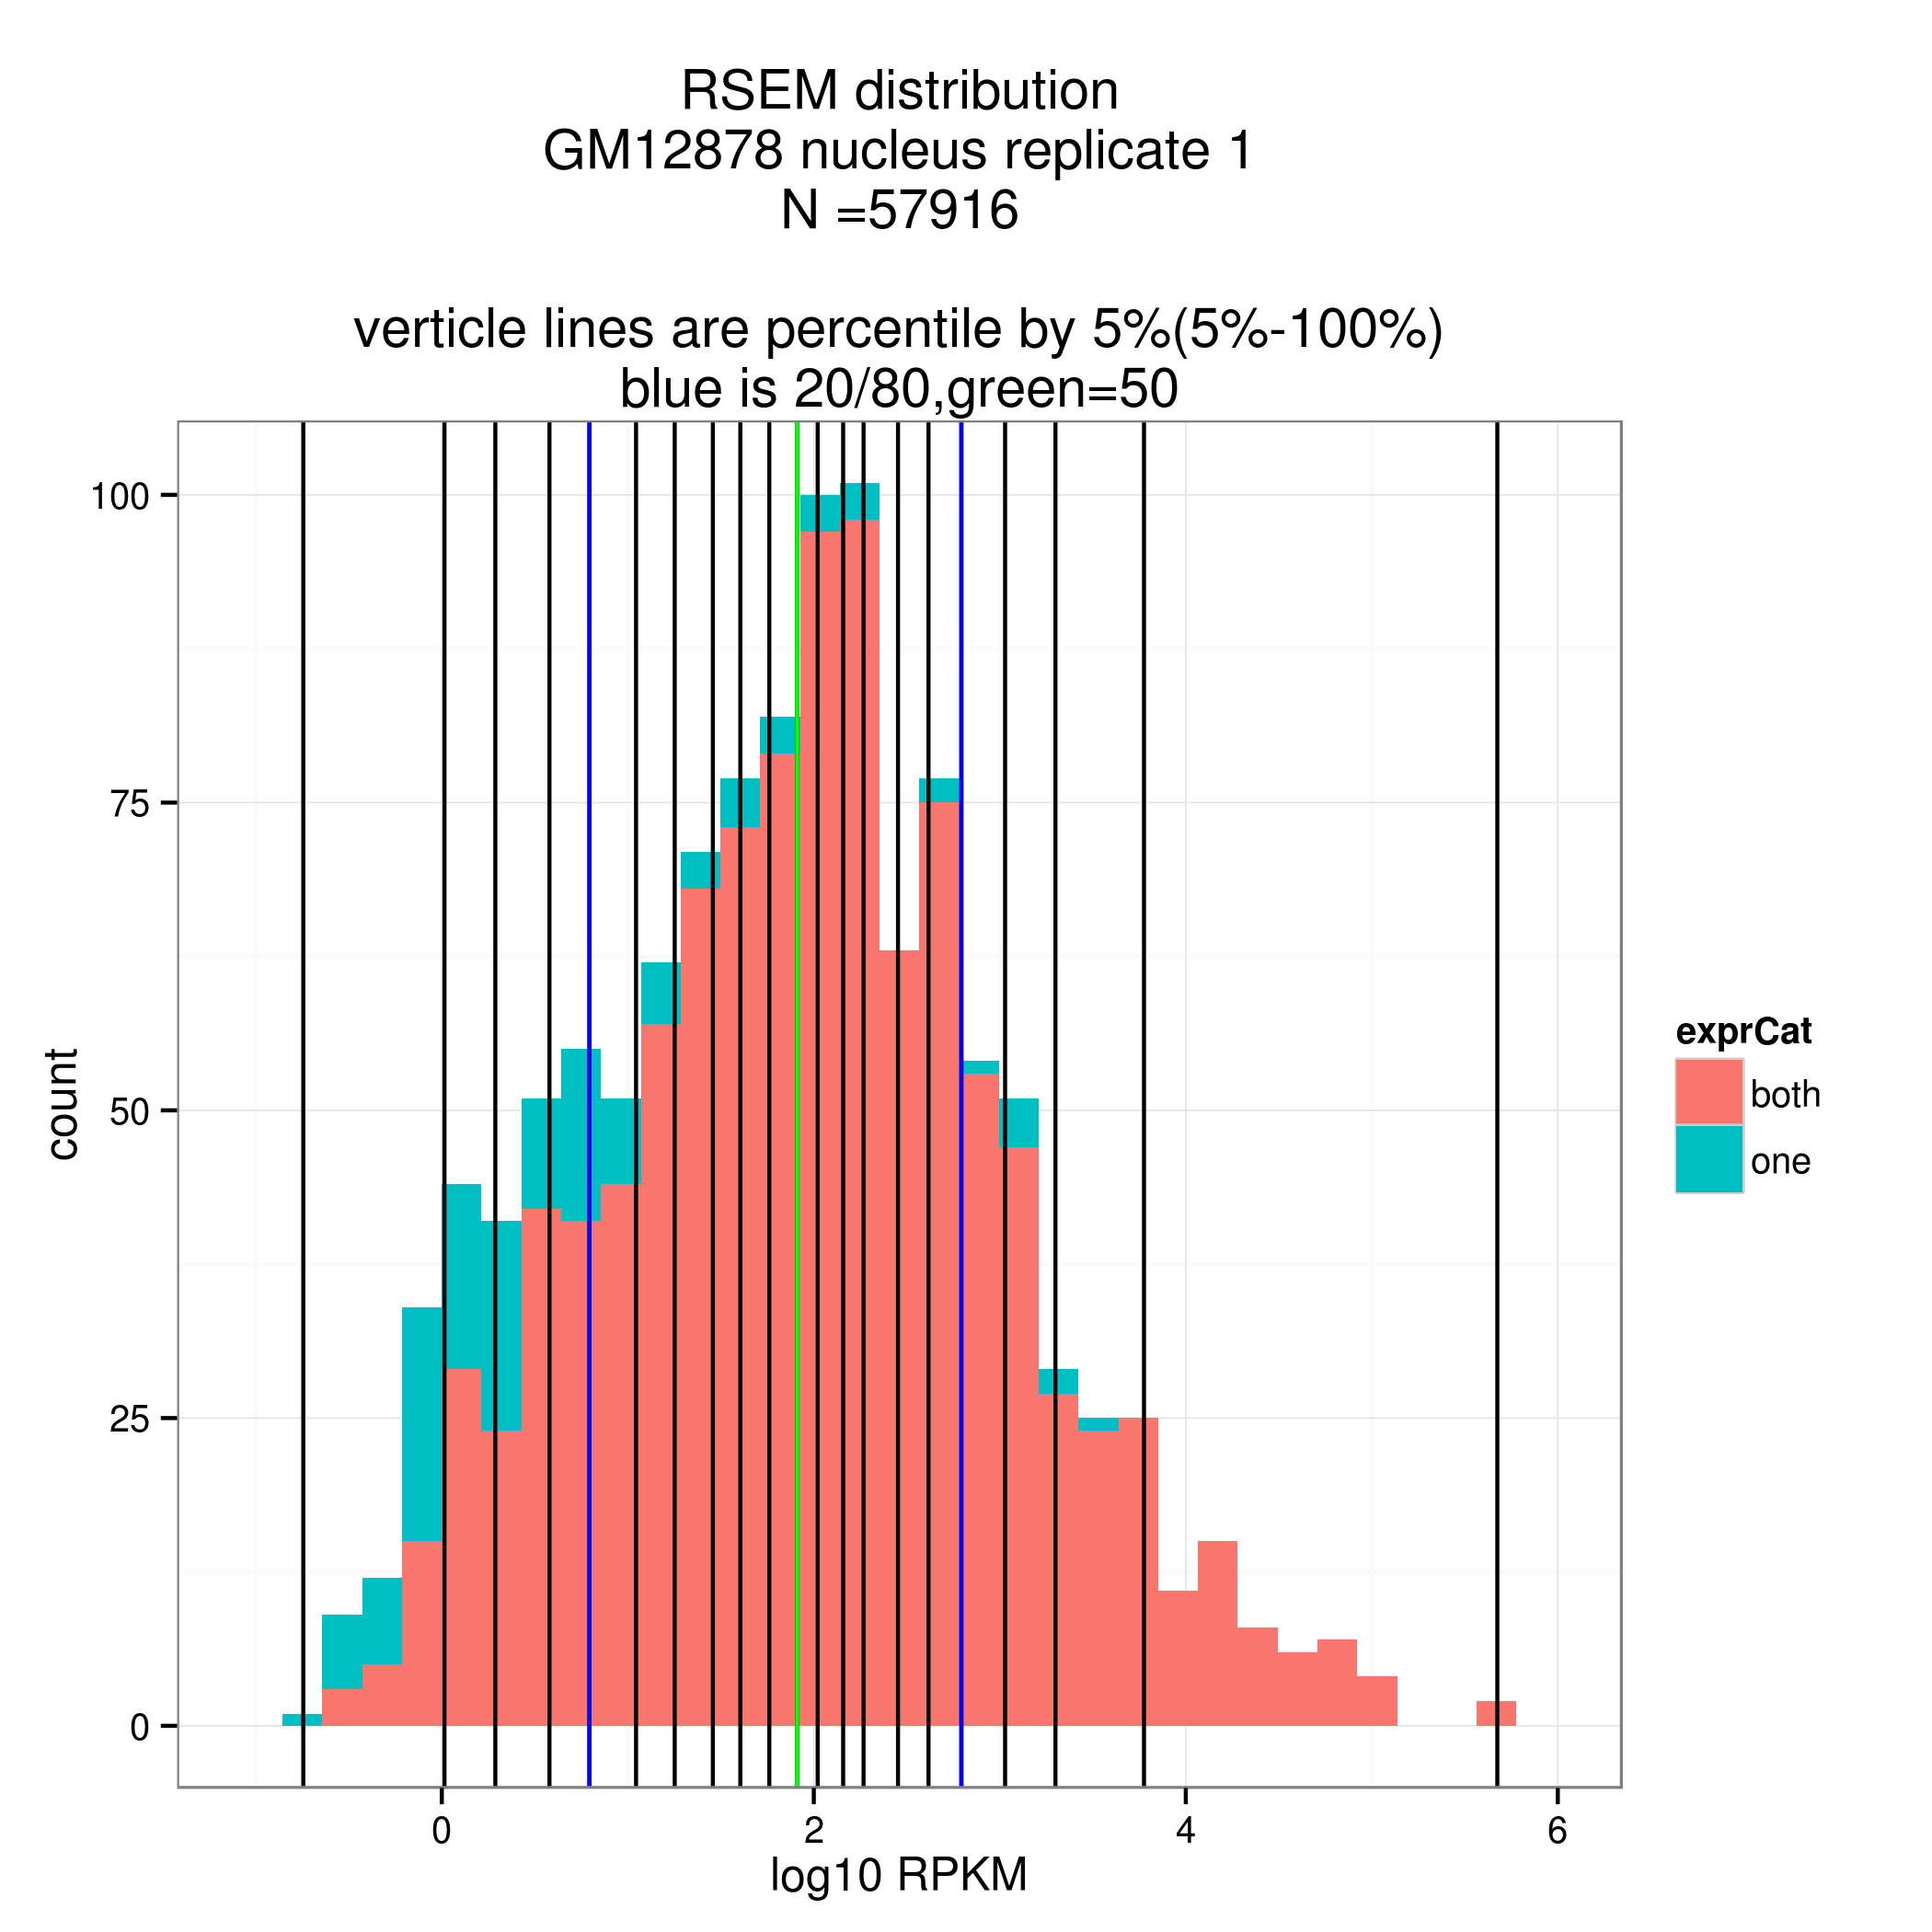 RSEM distribution
GM12878 nucleus replicate 1
N =57916
verticle lines are percentile by 5%(5%-100%)
blue is 20/80,green=50
100
75
50
25
0
count
0 2 4 6
log10 RPKM
exprCat
both
one